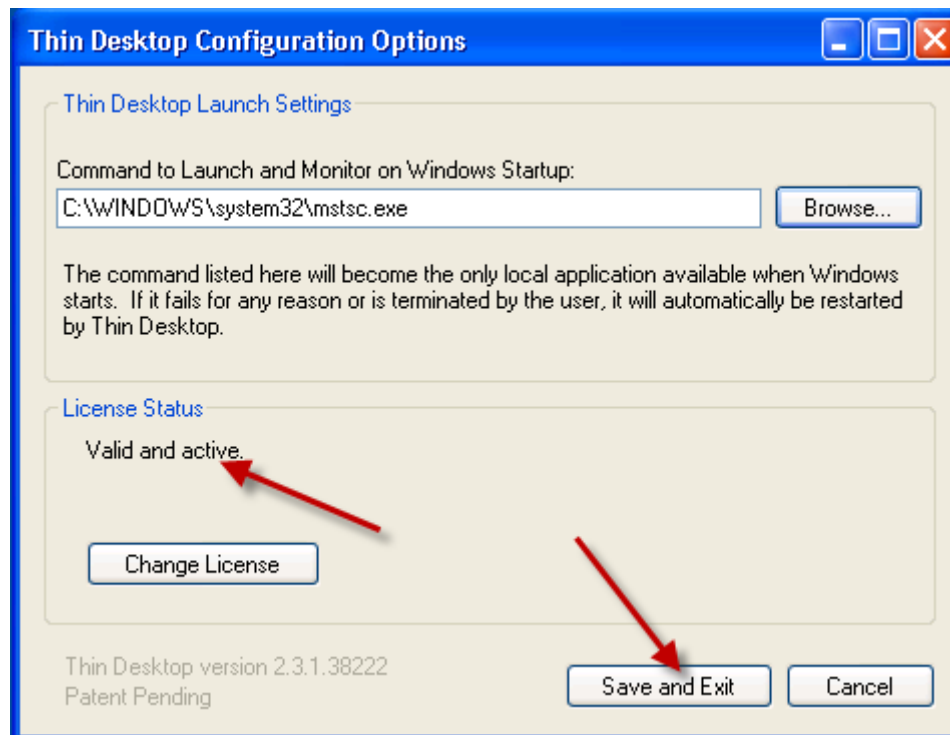 Thin Desktop Configuration Options
Thin Desktop Launch Settings
Command to Launch and Monitor on Windows Startup:
C:\WINDOWS\system32\mstsc.exe
Browse...
The command listed here will become the only local application available when Windows
starts.  If it fails for any reason or is terminated by the user, it will automatically be restarted
by Thin Desktop.
License Status
Valid and active.
Change License
Thin Desktop version 2.3.1.38222
Patent Pending
Save and Exit
Cancel